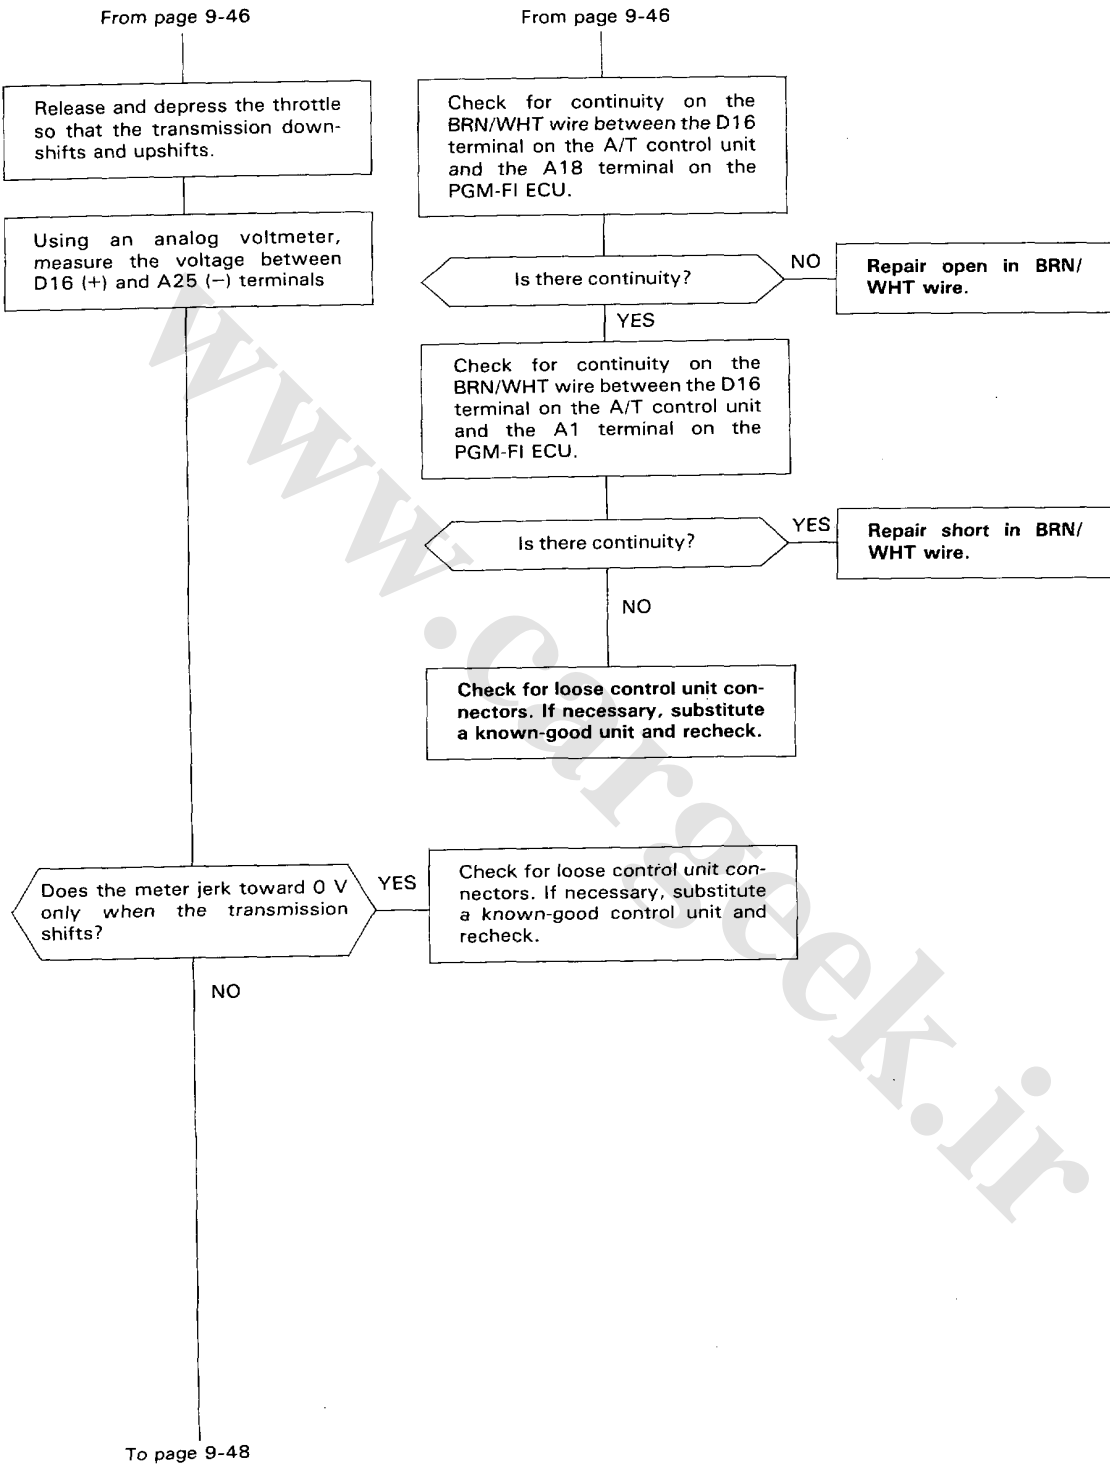 From page 9-46
Release and depress the throttle
so that the transmission down-
shifts and upshifts.
Using an analog voltmeter,
measure the voltage between
D16 (+) and A25 (−) terminals
Does the meter jerk toward 0 V
only when the transmission
shifts?
YES
Check for loose control unit con-
nectors. If necessary, substitute
a known-good control unit and
recheck.
NO
To page 9-48
From page 9-46
Check for continuity on the
BRN/WHT wire between the D16
terminal on the A/T control unit
and the A18 terminal on the
PGM-FI ECU.
Is there continuity?
NO
Repair open in BRN/
WHT wire.
YES
Check for continuity on the
BRN/WHT wire between the D16
terminal on the A/T control unit
and the A1 terminal on the
PGM-FI ECU.
Is there continuity?
YES
Repair short in BRN/
WHT wire.
NO
Check for loose control unit con-
nectors. If necessary, substitute
a known-good unit and recheck.
www.cargeek.ir